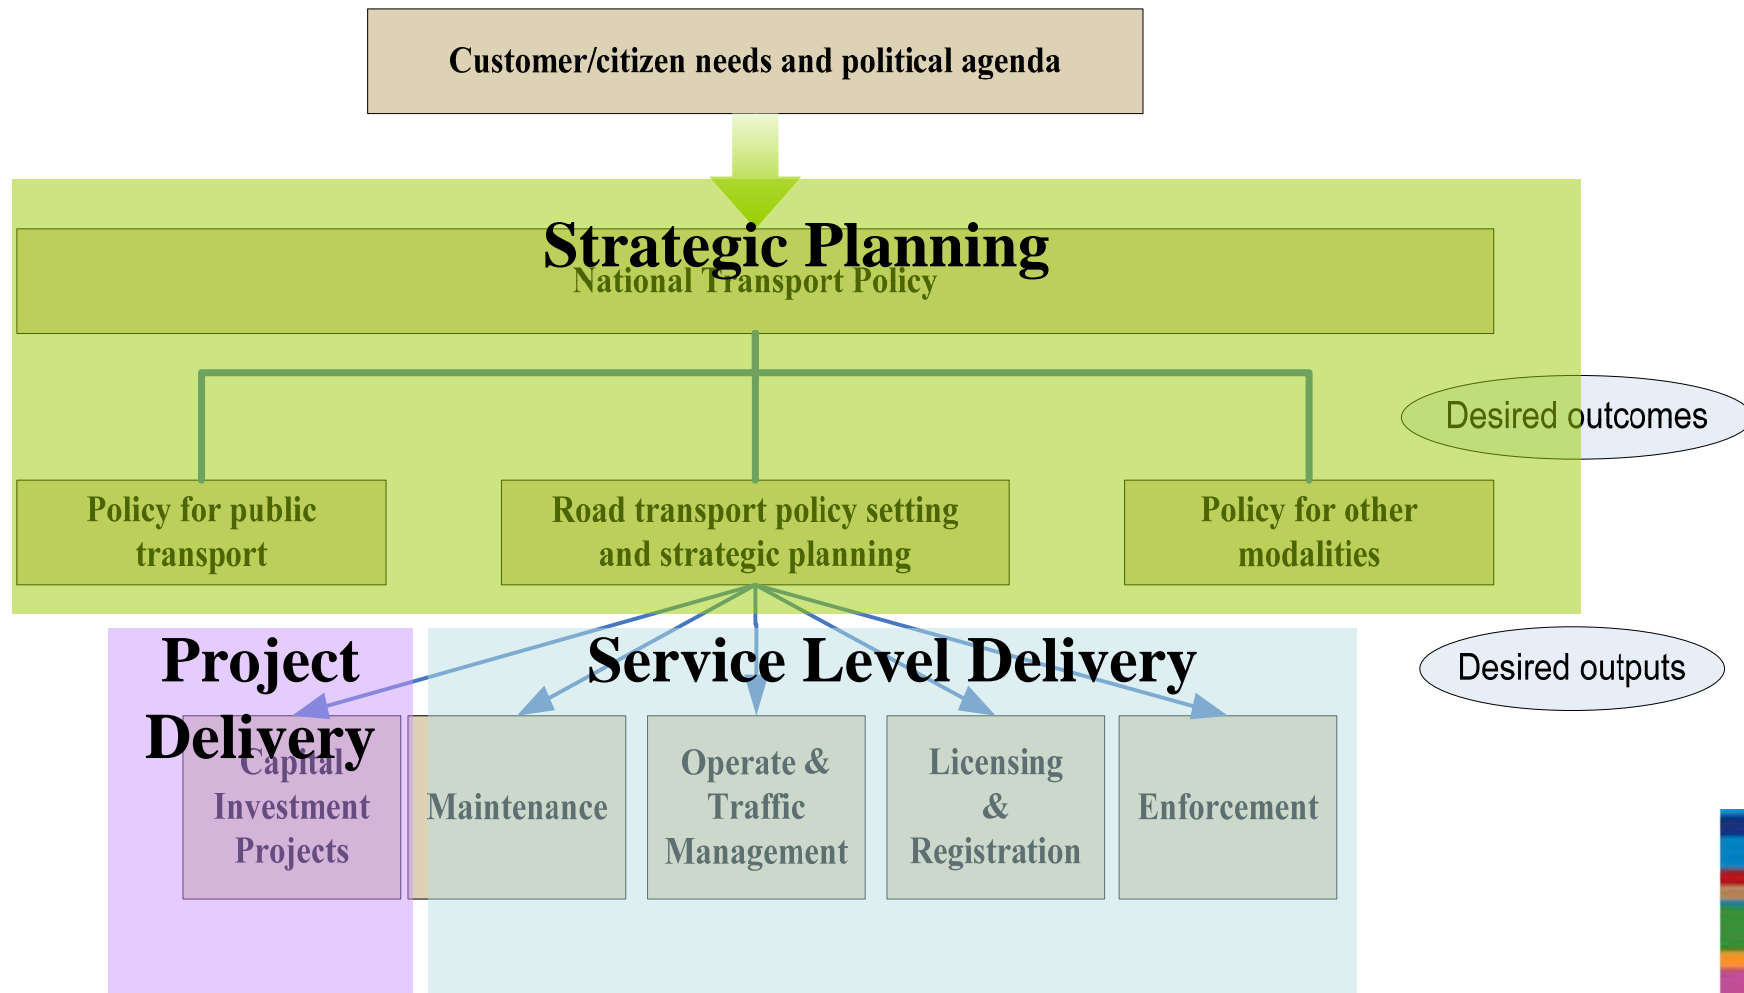 Customer/citizen needs and political agenda
Strategic Planning
National Transport Policy
Desired outcomes
Policy for public
transport
Road transport policy setting
and strategic planning
Policy for other
modalities
Project
Delivery
Service Level Delivery
Desired outputs
Capital
Investment
Projects
Maintenance
Operate &
Traffic
Management
Licensing
&
Registration
Enforcement